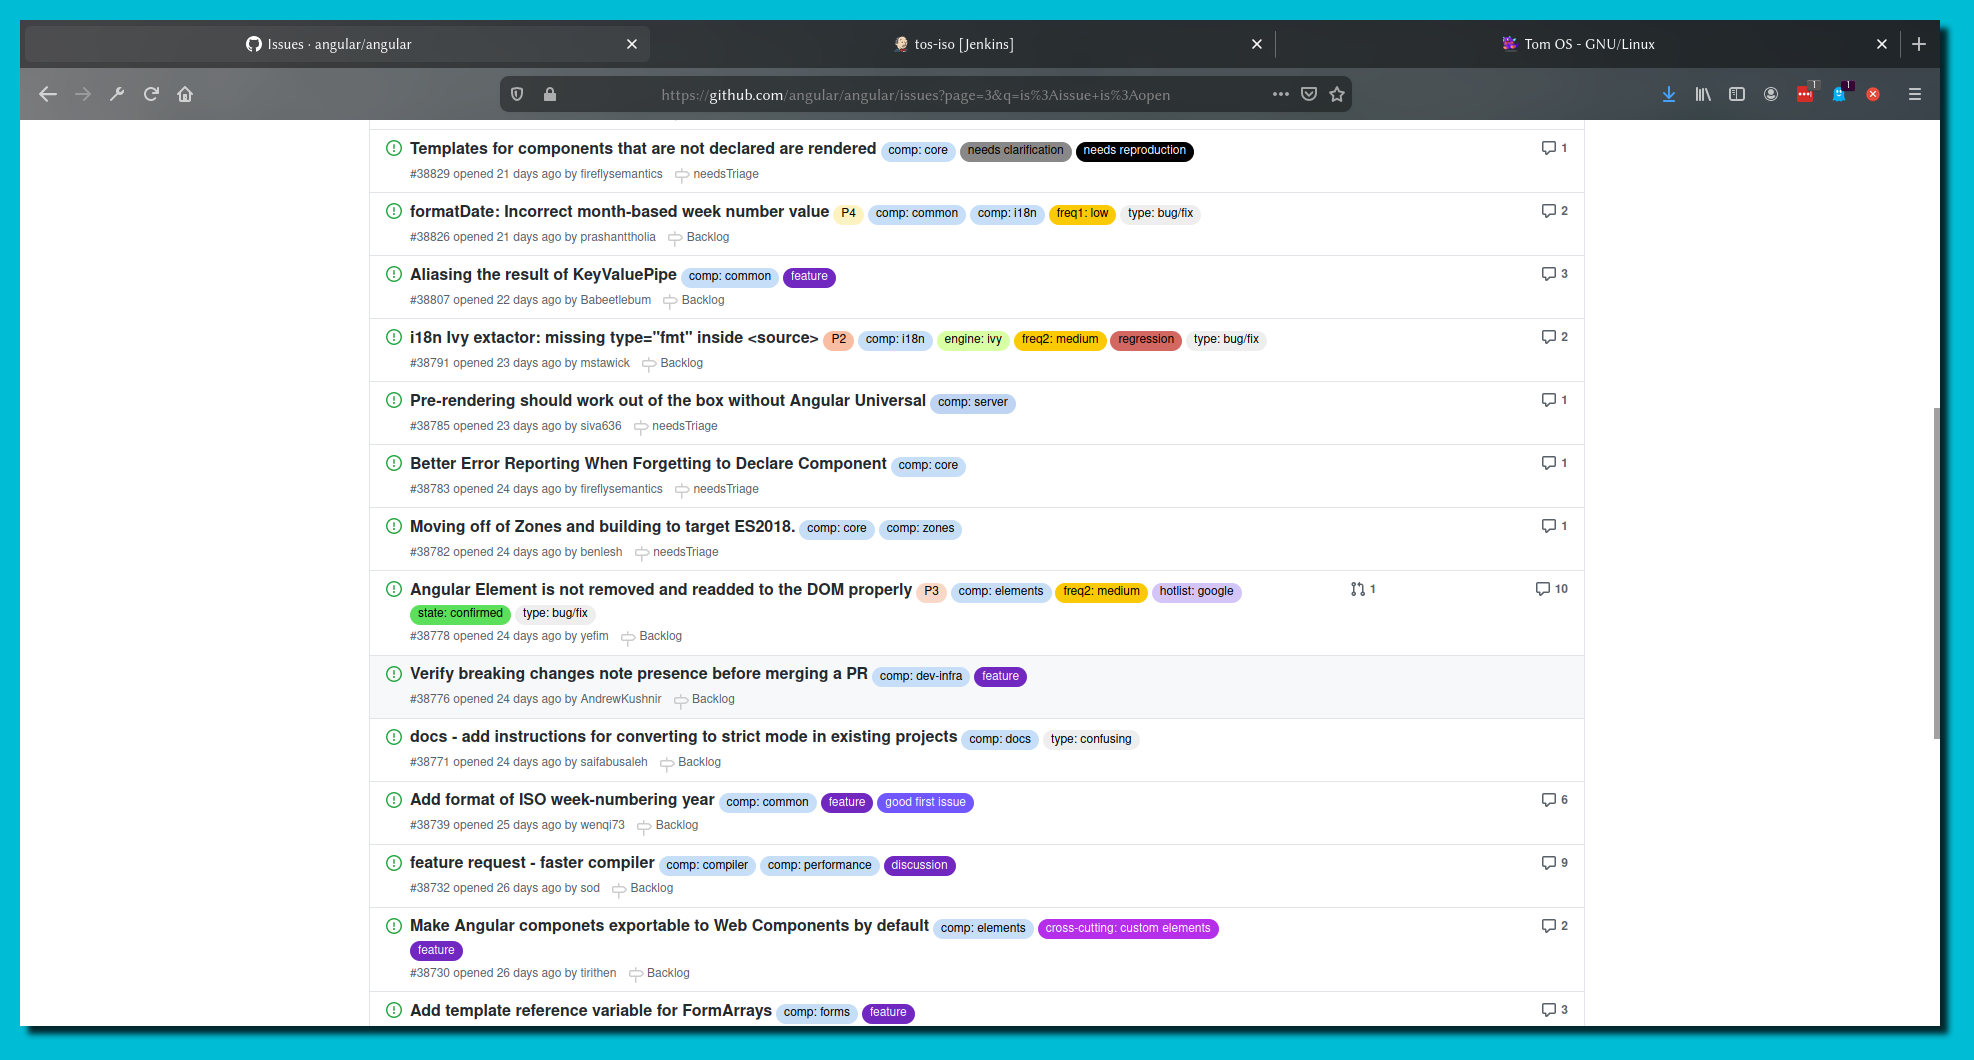 Issues · angular/angular
tos-iso [Jenkins]
Tom OS - GNU/Linux
https://github.com/angular/angular/issues?page=3&q=is%3Aissue+is%3Aopen
1
1
Templates for components that are not declared are rendered comp: core needs clarification needs reproduction 1
#38829 opened 21 days ago by fireflysemantics needsTriage
formatDate: Incorrect month-based week number value P4 comp: common comp: i18n freq1: low type: bug/fix 2
#38826 opened 21 days ago by prashanttholia Backlog
Aliasing the result of KeyValuePipe comp: common feature 3
#38807 opened 22 days ago by Babeetlebum Backlog
i18n Ivy extactor: missing type="fmt" inside <source> P2 comp: i18n engine: ivy freq2: medium regression type: bug/fix 2
#38791 opened 23 days ago by mstawick Backlog
Pre-rendering should work out of the box without Angular Universal comp: server 1
#38785 opened 23 days ago by siva636 needsTriage
Better Error Reporting When Forgetting to Declare Component comp: core 1
#38783 opened 24 days ago by fireflysemantics needsTriage
Moving off of Zones and building to target ES2018. comp: core comp: zones 1
#38782 opened 24 days ago by benlesh needsTriage
Angular Element is not removed and readded to the DOM properly P3 comp: elements freq2: medium hotlist: google 1 10
state: confirmed type: bug/fix
#38778 opened 24 days ago by yefim Backlog
Verify breaking changes note presence before merging a PR comp: dev-infra feature
#38776 opened 24 days ago by AndrewKushnir Backlog
docs - add instructions for converting to strict mode in existing projects comp: docs type: confusing
#38771 opened 24 days ago by saifabusaleh Backlog
Add format of ISO week-numbering year comp: common feature good first issue 6
#38739 opened 25 days ago by wenqi73 Backlog
feature request - faster compiler comp: compiler comp: performance discussion 9
#38732 opened 26 days ago by sod Backlog
Make Angular componets exportable to Web Components by default comp: elements cross-cutting: custom elements 2
feature
#38730 opened 26 days ago by tirithen Backlog
Add template reference variable for FormArrays comp: forms feature 3